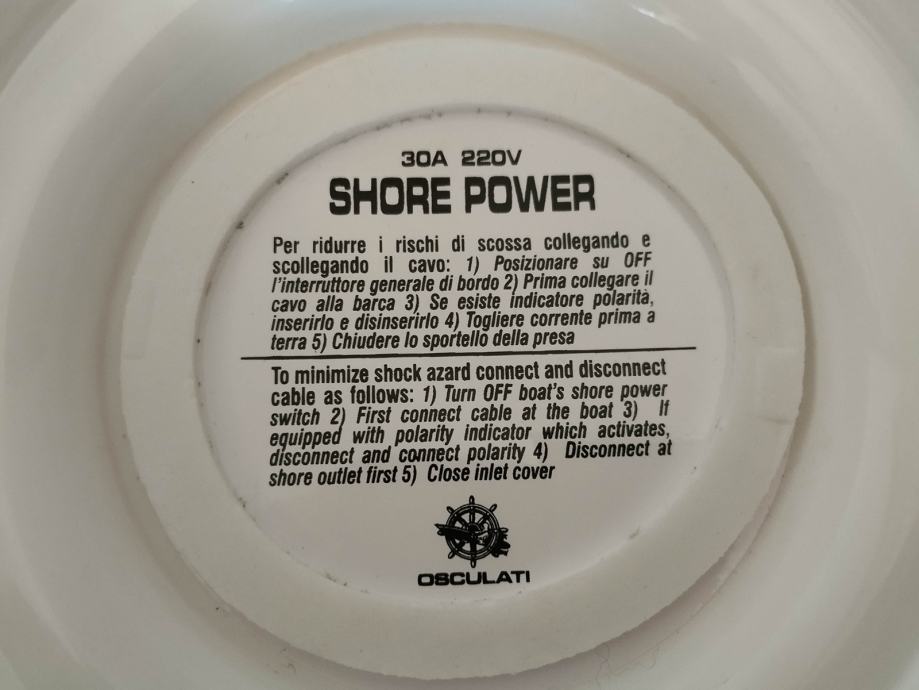 30A 220V
SHORE POWER
Per ridurre i rischi di scossa collegando e
scollegando il cavo: 1) Posizionare su OFF
l'interruttore generale di bordo 2) Prima collegare il
cavo alla barca 3) Se esiste indicatore polarità,
inserirlo e disinserirlo 4) Togliere corrente prima a
terra 5) Chiudere lo sportello della presa
To minimize shock azard connect and disconnect
cable as follows: 1) Turn OFF boat's shore power
switch 2) First connect cable at the boat 3) If
equipped with polarity indicator which activates,
disconnect and connect polarity 4) Disconnect at
shore outlet first 5) Close inlet cover
OSCULATI